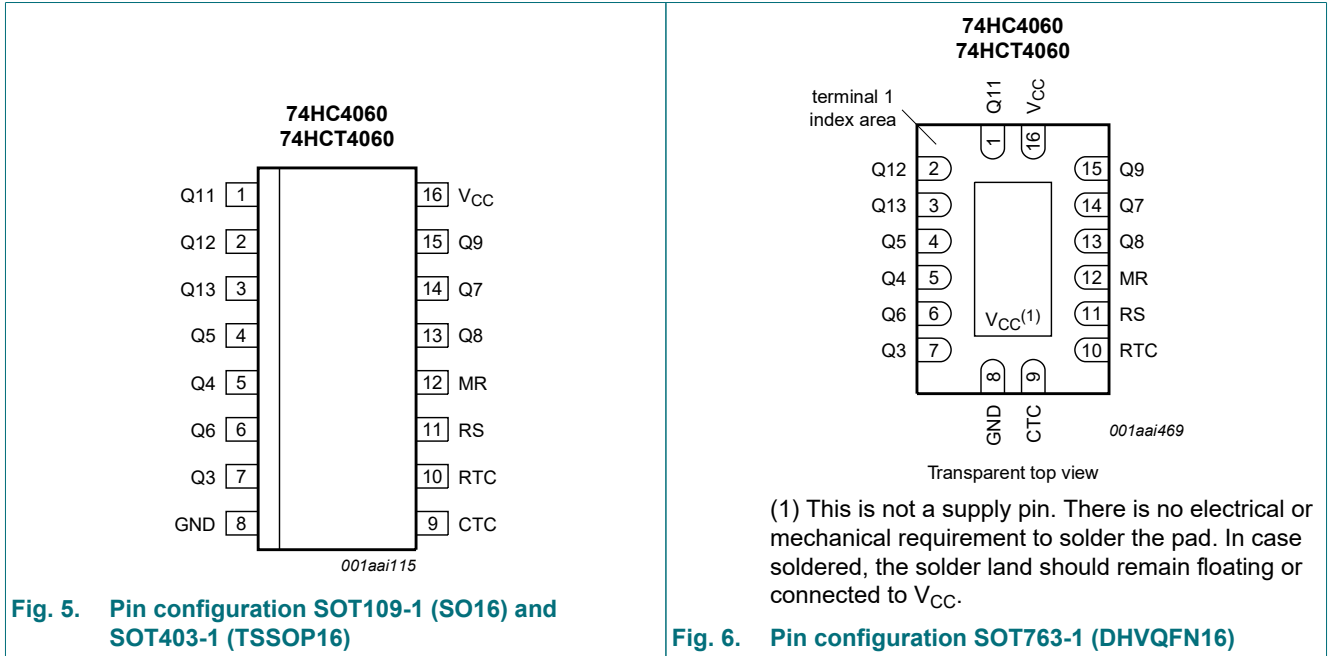 74HC4060
74HCT4060
Q11 1
16 VCC
Q12 2
15 Q9
Q13 3
14 Q7
Q5 4
13 Q8
Q4 5
12 MR
Q6 6
11 RS
Q3 7
10 RTC
GND 8
9 CTC
001aai115
Fig. 5. Pin configuration SOT109-1 (SO16) and
SOT403-1 (TSSOP16)
74HC4060
74HCT4060
terminal 1
index area
Q11
VCC
1
16
Q12 2
15 Q9
Q13 3
14 Q7
Q5 4
13 Q8
Q4 5
12 MR
Q6 6
11 RS
Q3 7
10 RTC
VCC(1)
8
9
GND
CTC
001aai469
Transparent top view
(1) This is not a supply pin. There is no electrical or
mechanical requirement to solder the pad. In case
soldered, the solder land should remain floating or
connected to VCC.
Fig. 6. Pin configuration SOT763-1 (DHVQFN16)